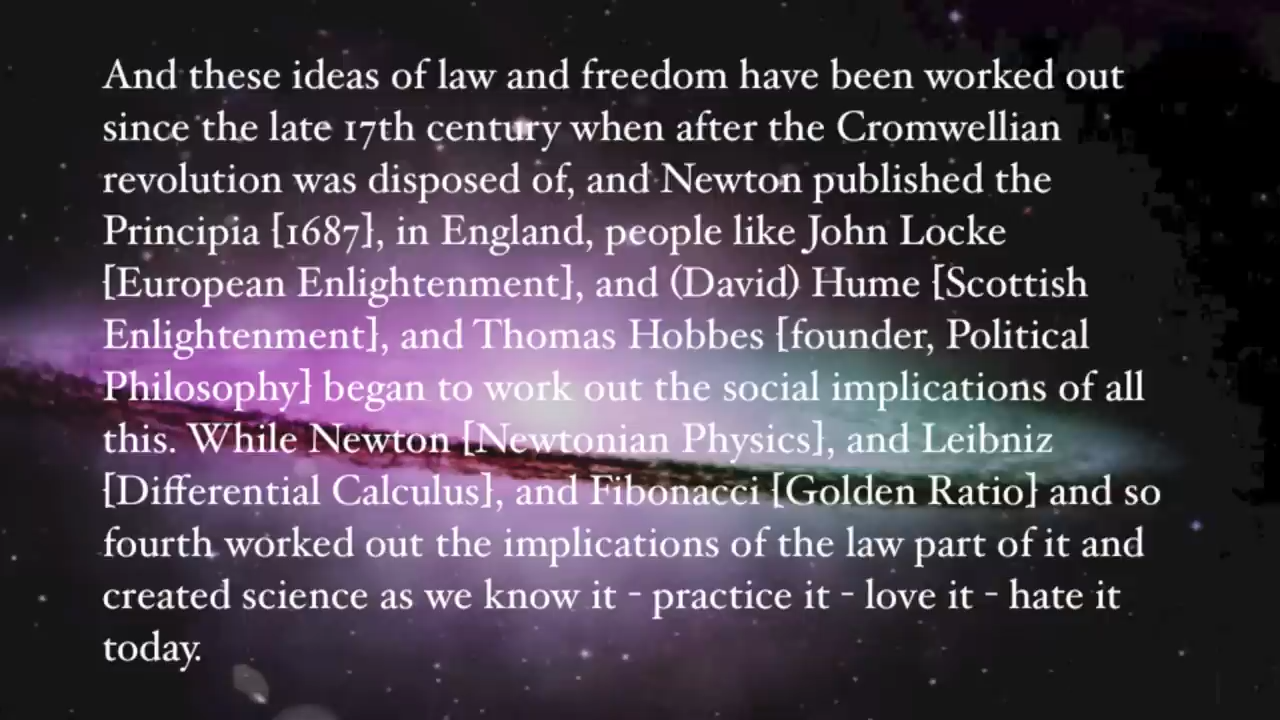 And these ideas of law and freedom have been worked out
since the late 17th century when after the Cromwellian
revolution was disposed of, and Newton published the
Principia [1687], in England, people like John Locke
[European Enlightenment], and (David) Hume [Scottish
Enlightenment], and Thomas Hobbes [founder, Political
Philosophy] began to work out the social implications of all
this. While Newton [Newtonian Physics], and Leibniz
[Differential Calculus], and Fibonacci [Golden Ratio] and so
fourth worked out the implications of the law part of it and
created science as we know it - practice it - love it - hate it
today.